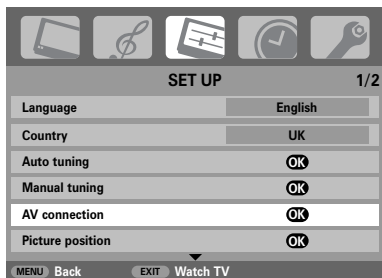 SET UP 1/2
Language English
Country UK
Auto tuning OK
Manual tuning OK
AV connection OK
Picture position OK
MENU Back EXIT Watch TV